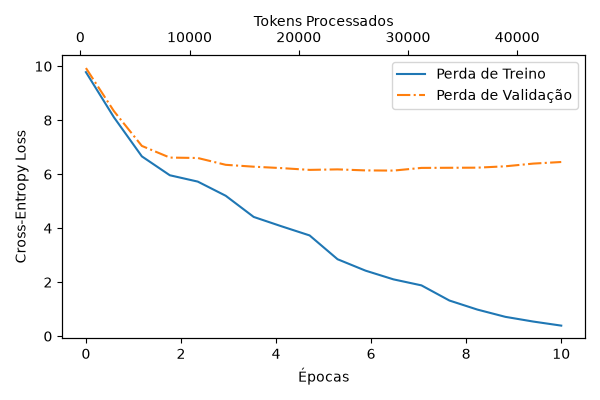 Tokens Processados
0 10000 20000 30000 40000
Perda de Treino
Perda de Validação
Cross-Entropy Loss
10
8
6
4
2
0
0 2 4 6 8 10
Épocas